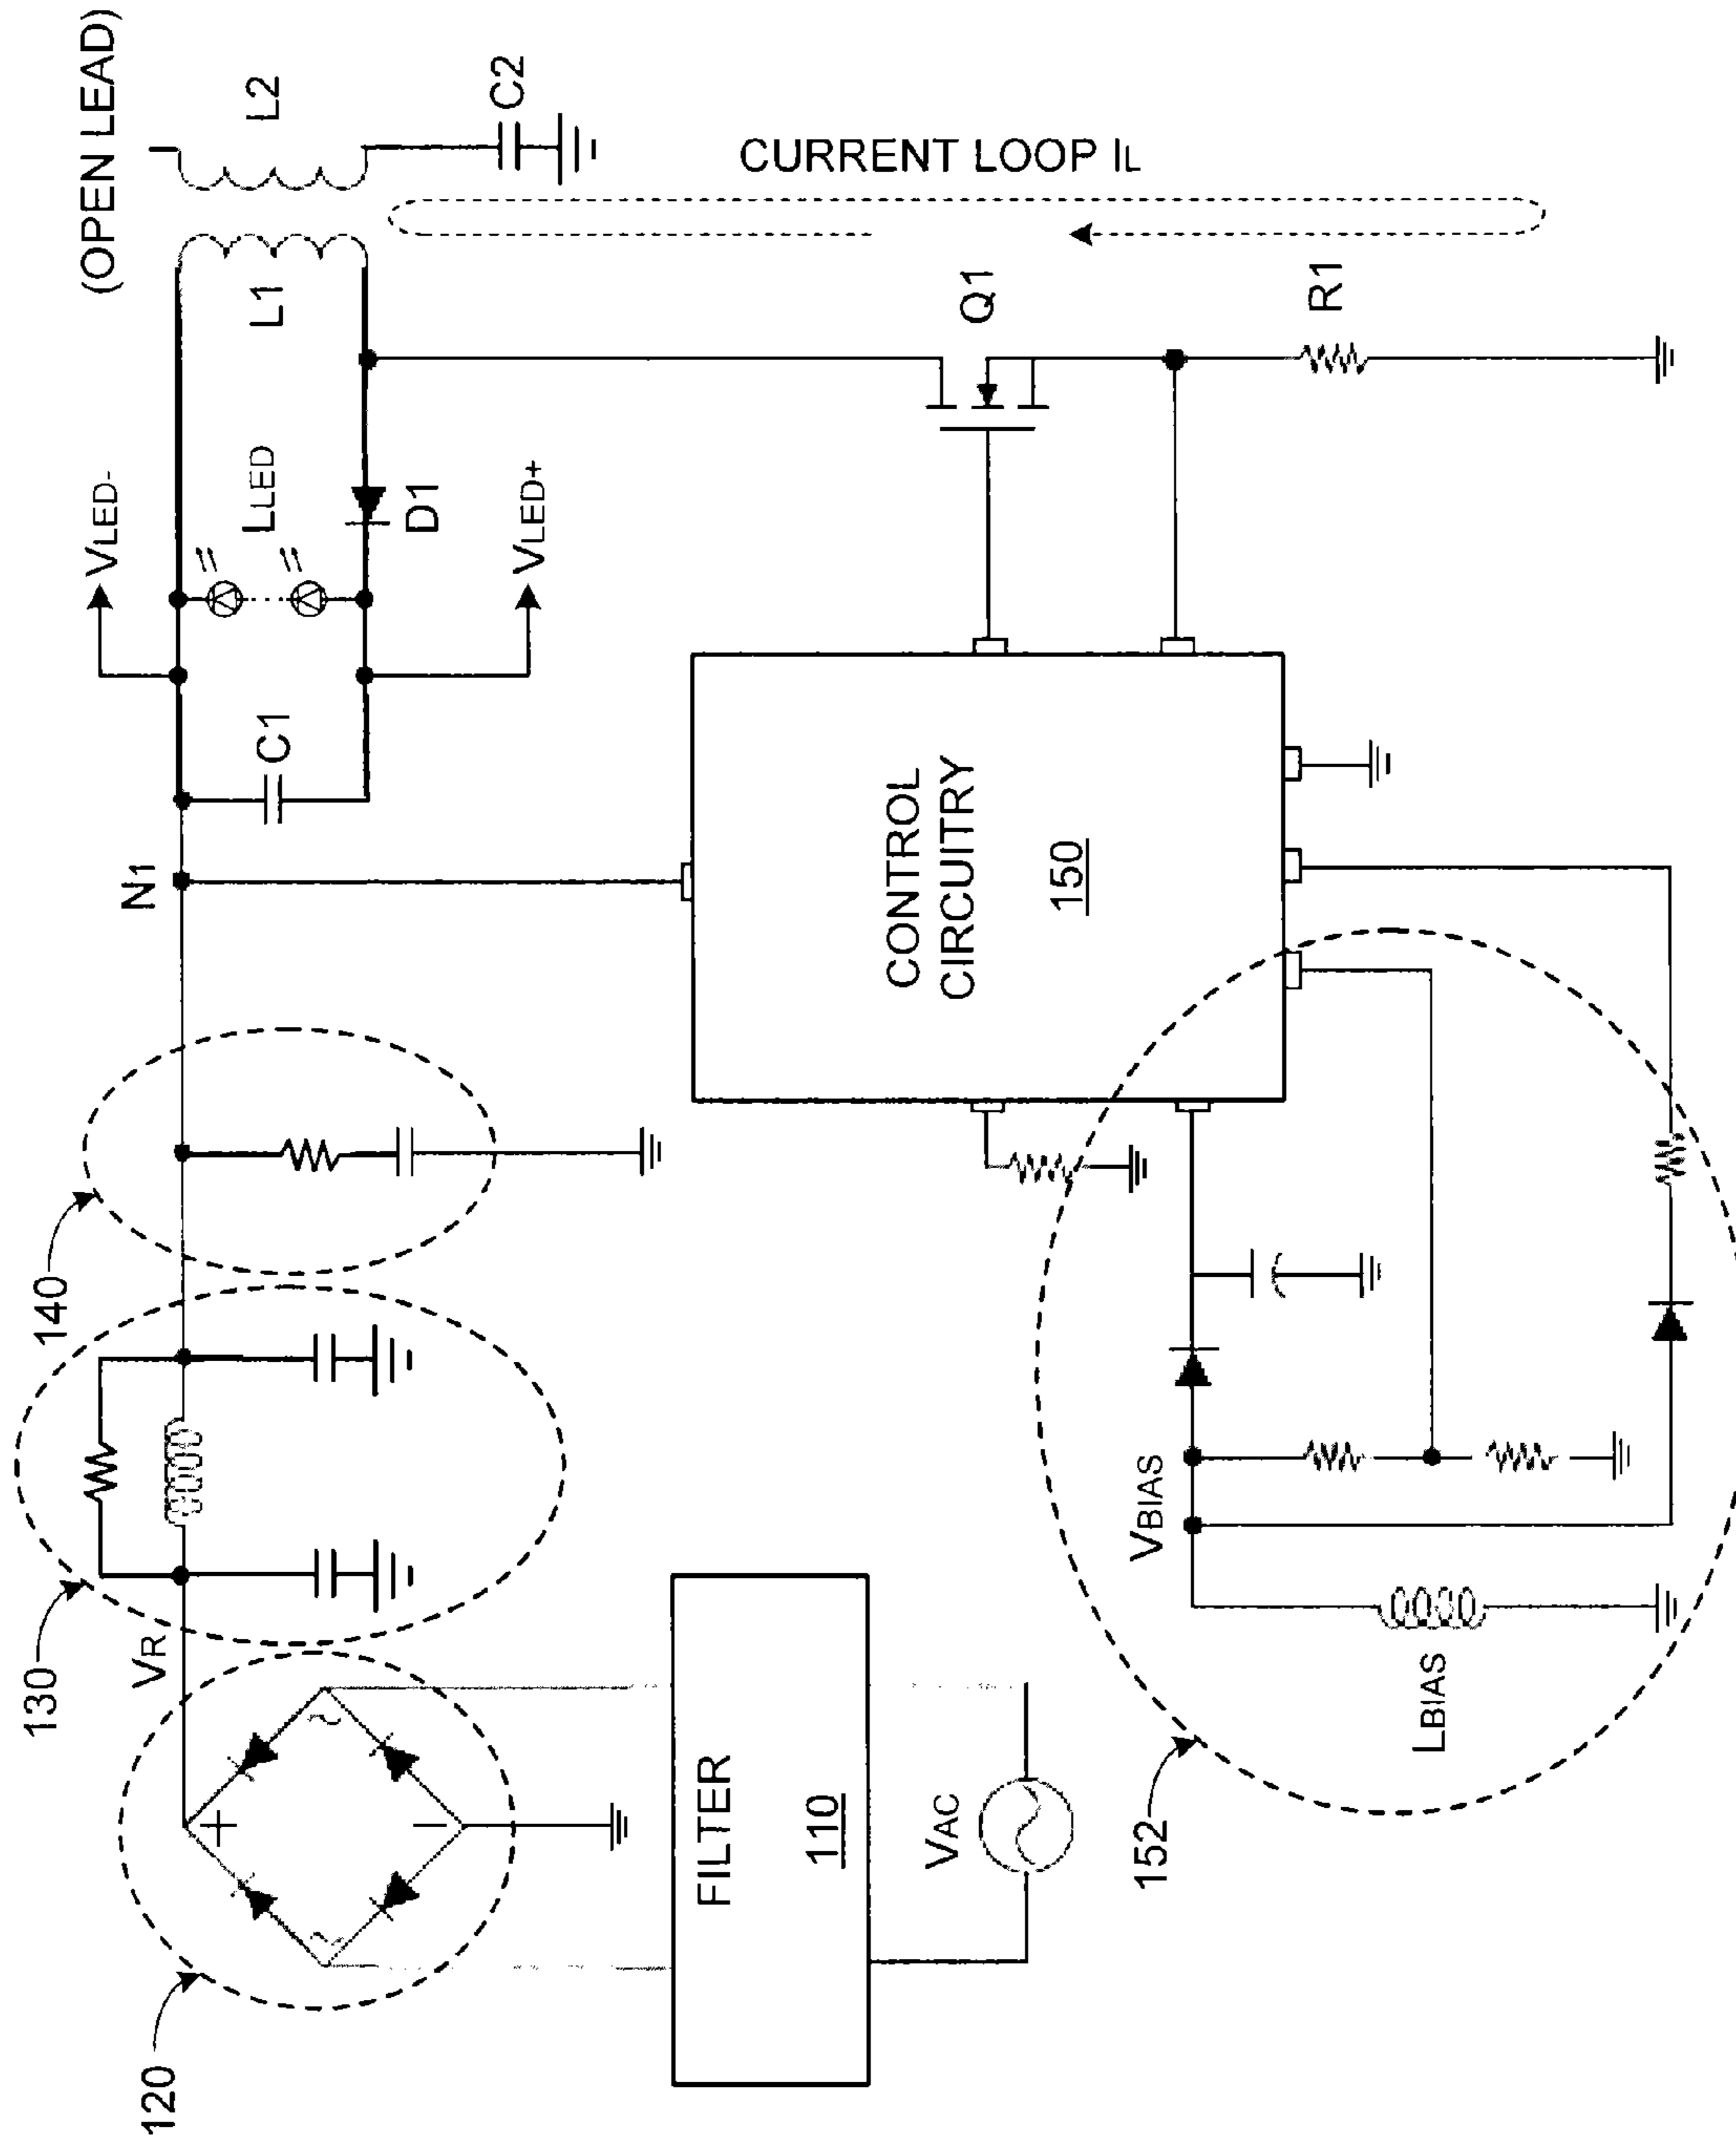 (OPEN LEAD)
L2
C2
CURRENT LOOP IL
L1
Q1
R1
VLED-
LLED
D1
VLED+
C1
N1
CONTROL
CIRCUITRY
150
140
130
VR
120
+
−
FILTER
110
VAC
VBIAS
LBIAS
152